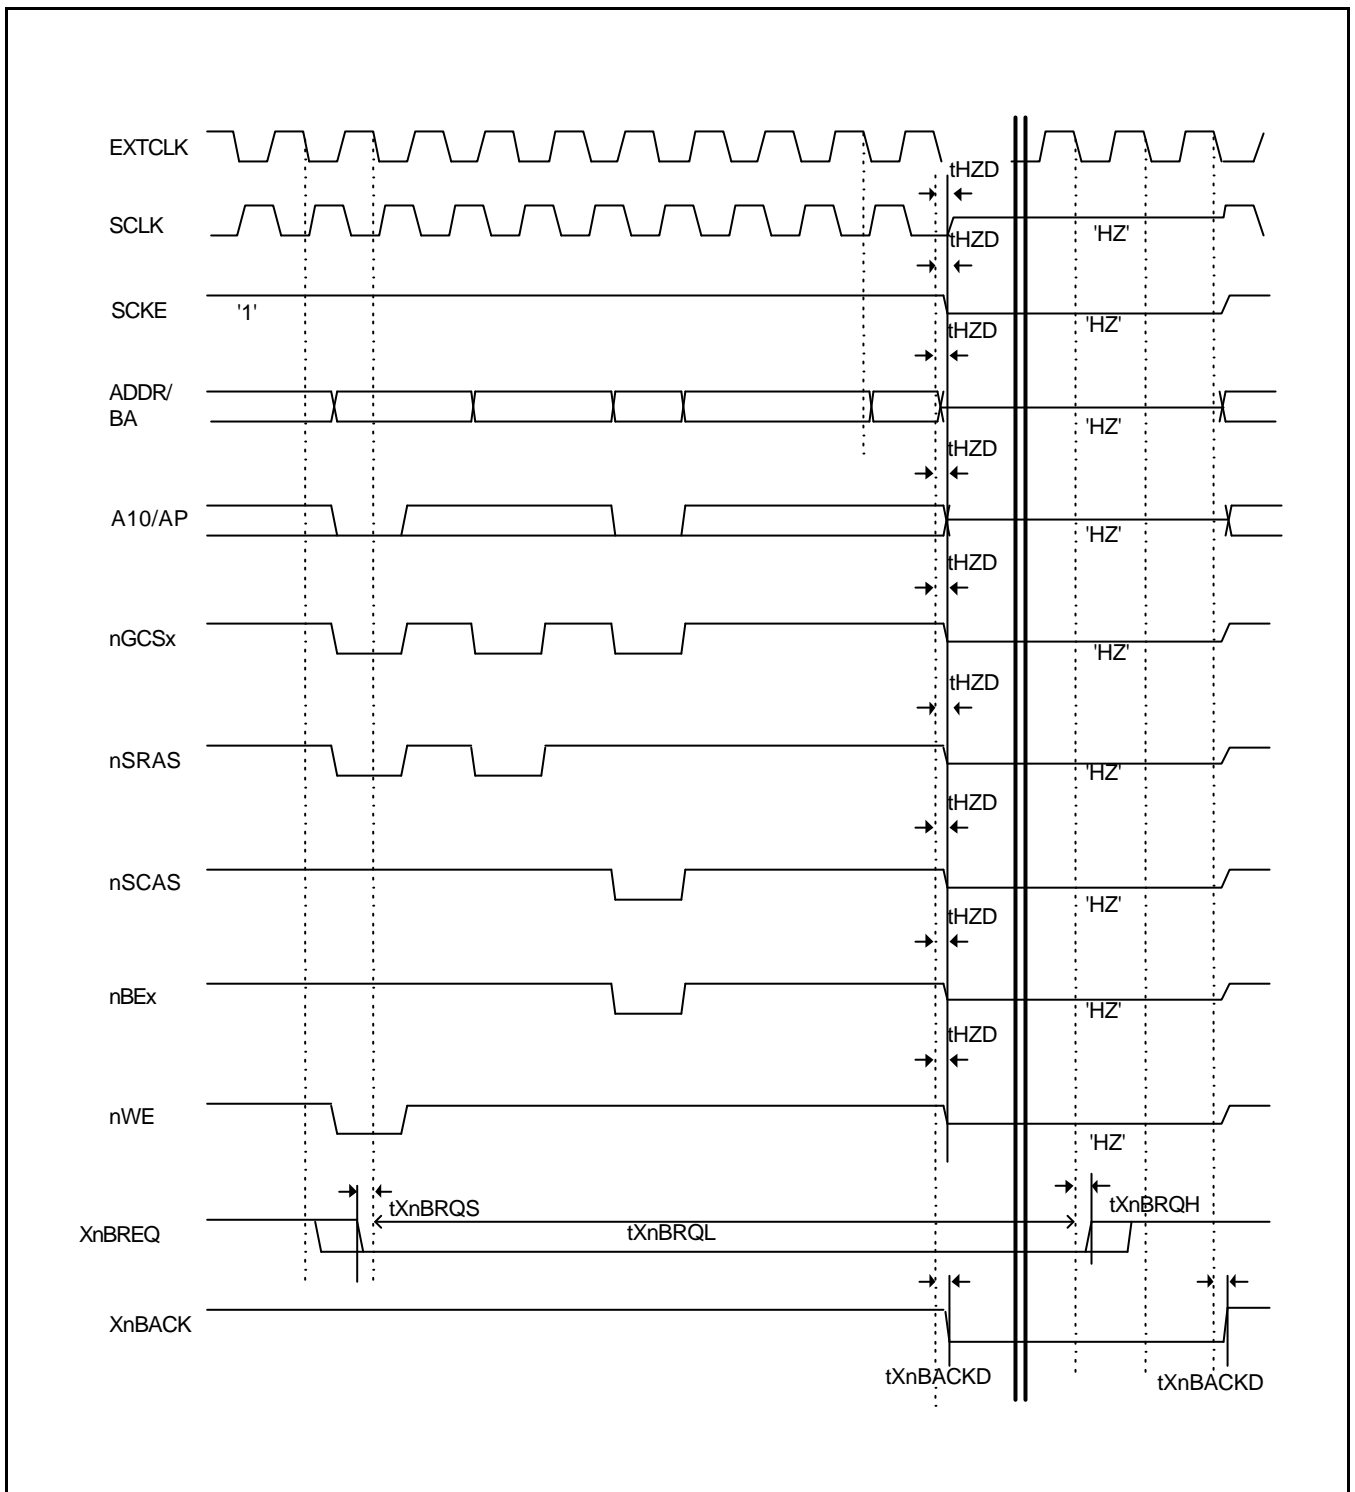 EXTCLK
tHZD
SCLK
'HZ'
tHZD
SCKE
'1'
'HZ'
tHZD
ADDR/
BA
'HZ'
tHZD
A10/AP
'HZ'
tHZD
nGCSx
'HZ'
tHZD
nSRAS
'HZ'
tHZD
nSCAS
'HZ'
tHZD
nBEx
'HZ'
tHZD
nWE
'HZ'
tXnBRQS
tXnBRQH
XnBREQ
tXnBRQL
XnBACK
tXnBACKD
tXnBACKD